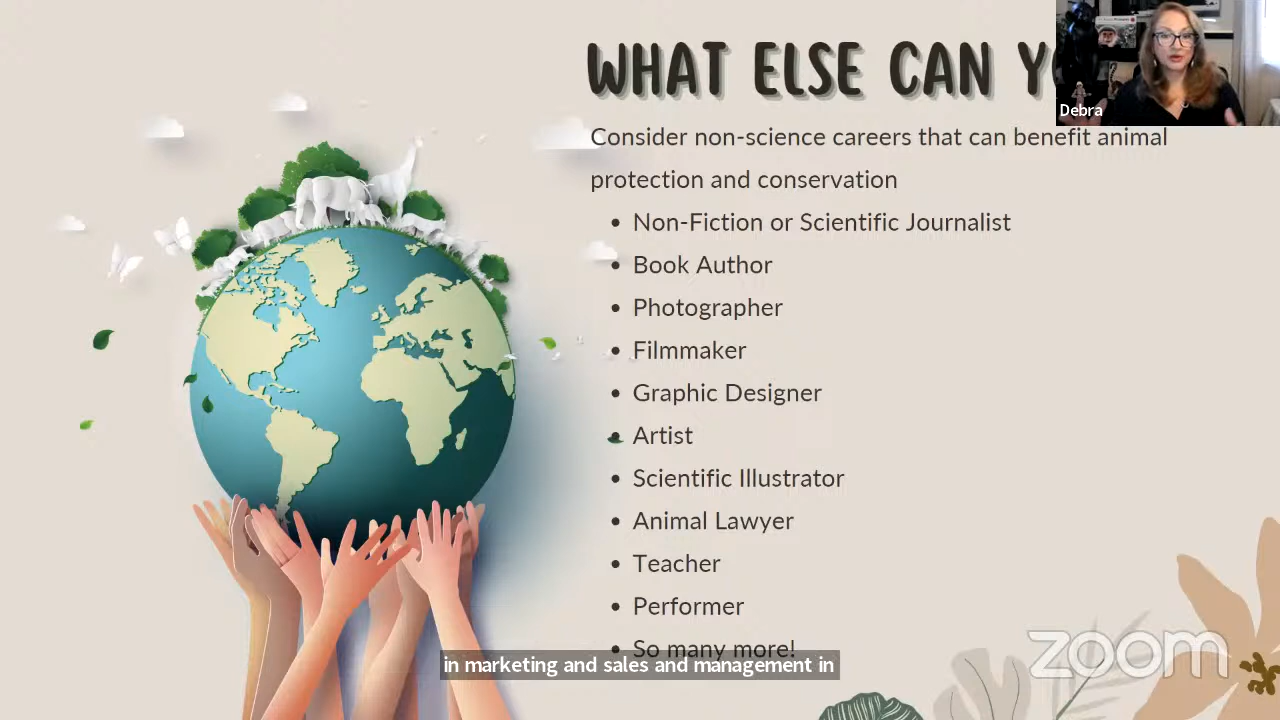 WHAT ELSE CAN
Debra
Consider non-science careers that can benefit animal
protection and conservation
• Non-Fiction or Scientific Journalist
• Book Author
• Photographer
• Filmmaker
• Graphic Designer
• Artist
• Scientific Illustrator
• Animal Lawyer
• Teacher
• Performer
• So many more!
in marketing and sales and management in
zoom